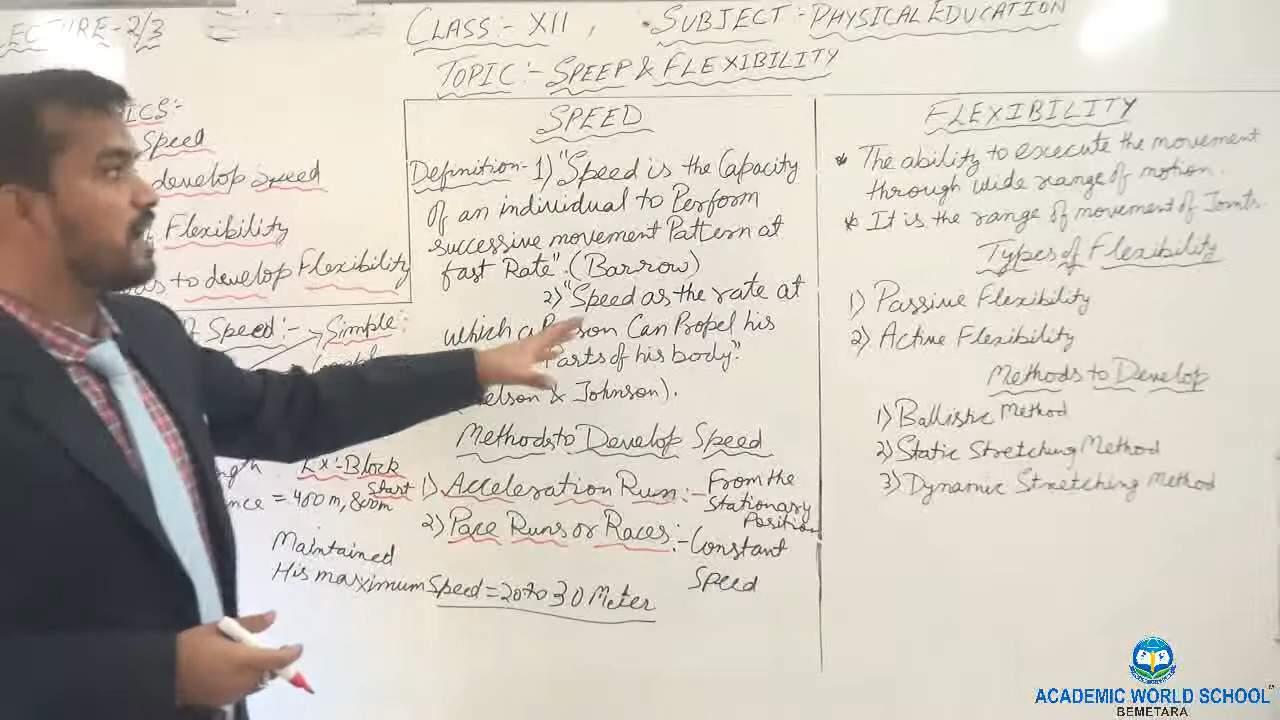 LECTURE-2/3
CLASS:- XII, SUBJECT:-PHYSICAL EDUCATION
TOPIC:- SPEED & FLEXIBILITY
ICS:-
Speed
develop Speed
Flexibility
to develop Flexibility
Speed:- Simple:
Ex-Block
Start
= 400m, 800m
Maintained
His maximum Speed = 20 to 30 Meter
SPEED
Definition- 1) "Speed is the Capacity
of an individual to Perform
successive movement Pattern at
fast Rate". (Barrow)
2) "Speed as the rate at
which a Person Can Propel his
Parts of his body".
& Johnson).
Methods to Develop Speed
1) Acceleration Run:- From the
Stationary
Position
2) Pace Runs or Races:- Constant
Speed
FLEXIBILITY
* The ability to execute the movement
through wide range of motion.
* It is the range of movement of Joints.
Types of Flexibility
1) Passive Flexibility
2) Active Flexibility
Methods to Develop
1) Ballistic Method
2) Static Stretching Method
3) Dynamic Stretching Method
ACADEMIC WORLD SCHOOL
BEMETARA